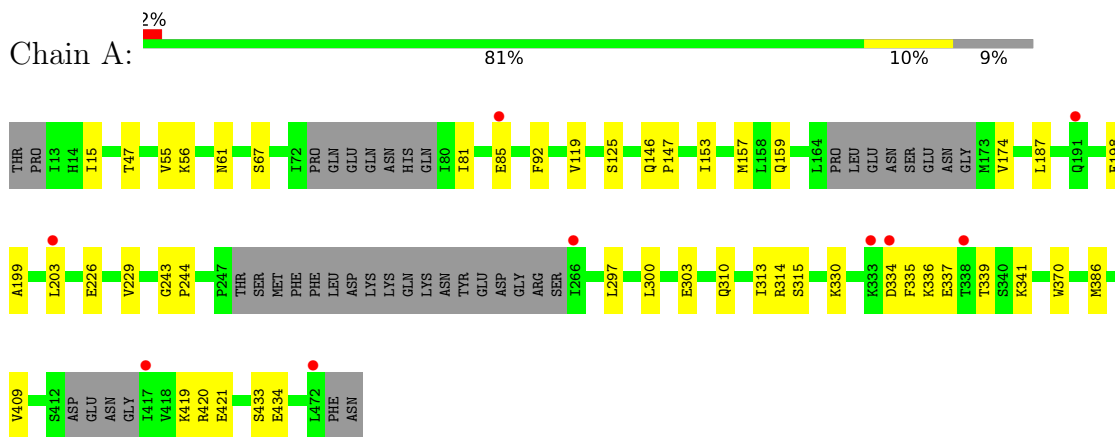 2%
Chain A:
81% 10% 9%
THR PRO I13 H14 I15 T47 V55 K56 N61 S67 I72 PRO GLN GLU GLN ASN HIS GLN I80 I81 E85 F92 V119 S125 Q146 P147 I153 M157 L158 Q159 L164 PRO LEU GLU ASN SER GLU ASN GLY M173 V174 L187 Q191
A199 L203 E226 V229 G243 P244 P247 THR SER MET PHE PHE LEU ASP LYS LYS GLN LYS ASN TYR GLU ASP GLY ARG SER I266 L297 L300 E303 Q310 I313 R314 S315 K330 K333 D334 F335 K336 E337 T338 T339 S340 K341 W370 M386
V409 S412 ASP GLU ASN GLY I417 V418 K419 R420 E421 S433 E434 L472 PHE ASN